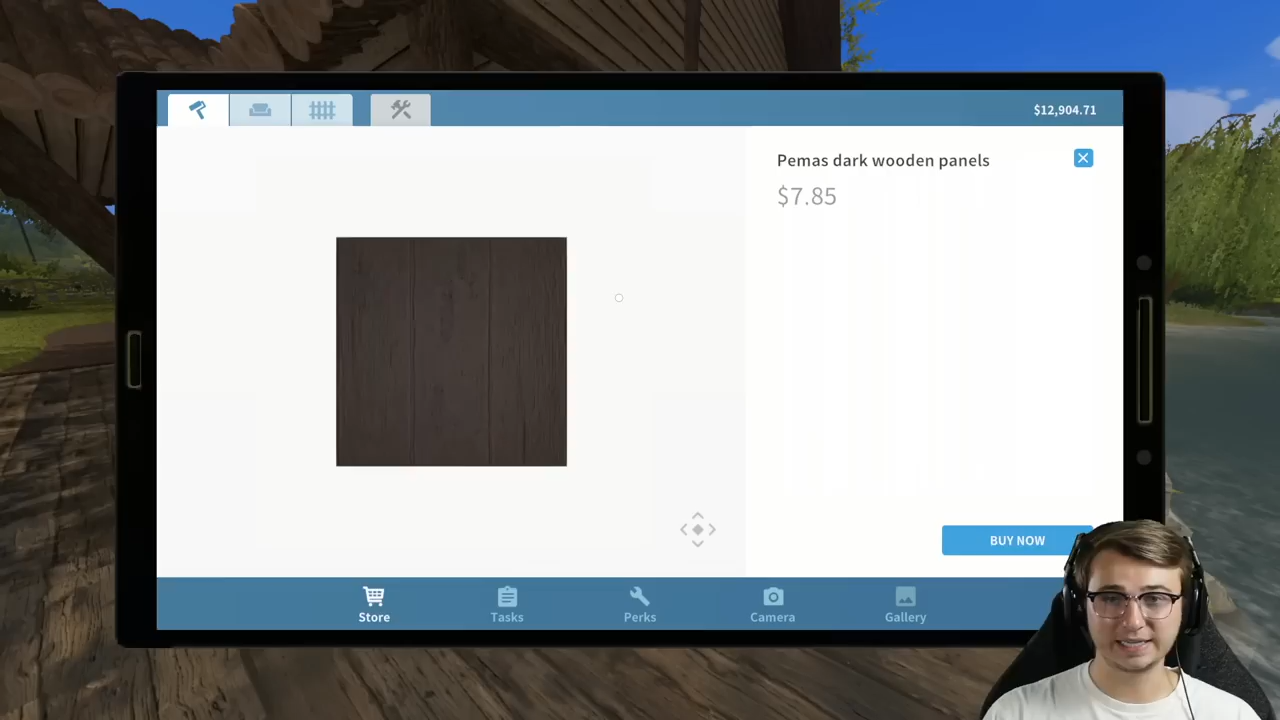 $12,904.71
Pemas dark wooden panels
$7.85
BUY NOW
Store
Tasks
Perks
Camera
Gallery